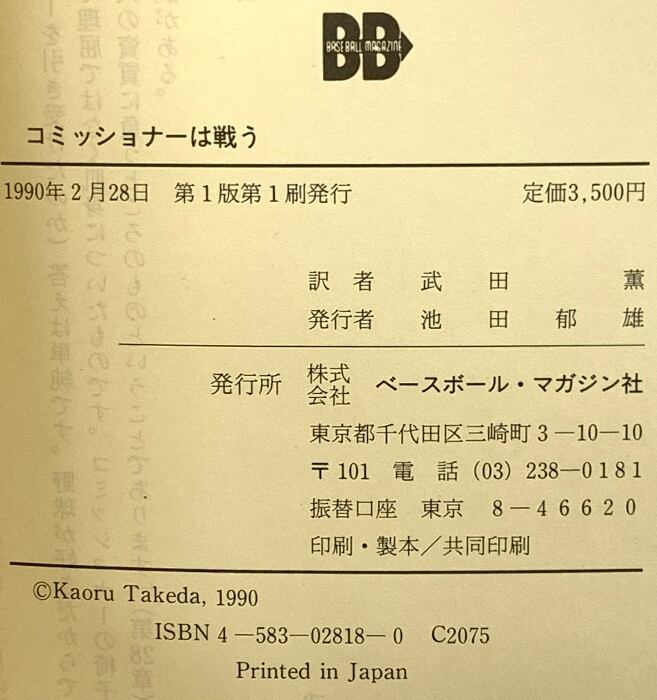 BB
BASEBALL MAGAZINE
コミッショナーは戦う
1990年2月28日　第1版第1刷発行　定価3,500円
訳者　武田薫
発行者　池田郁雄
発行所　株式会社　ベースボール・マガジン社
東京都千代田区三崎町3―10―10
〒101　電話(03)238―0181
振替口座　東京　8―46620
印刷・製本／共同印刷
©Kaoru Takeda, 1990
ISBN 4―583―02818―0　C2075
Printed in Japan